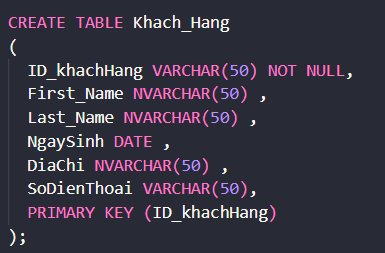 CREATE TABLE Khach_Hang
(
ID_khachHang VARCHAR(50) NOT NULL,
First_Name NVARCHAR(50) ,
Last_Name NVARCHAR(50) ,
NgaySinh DATE ,
DiaChi NVARCHAR(50) ,
SoDienThoai VARCHAR(50),
PRIMARY KEY (ID_khachHang)
);